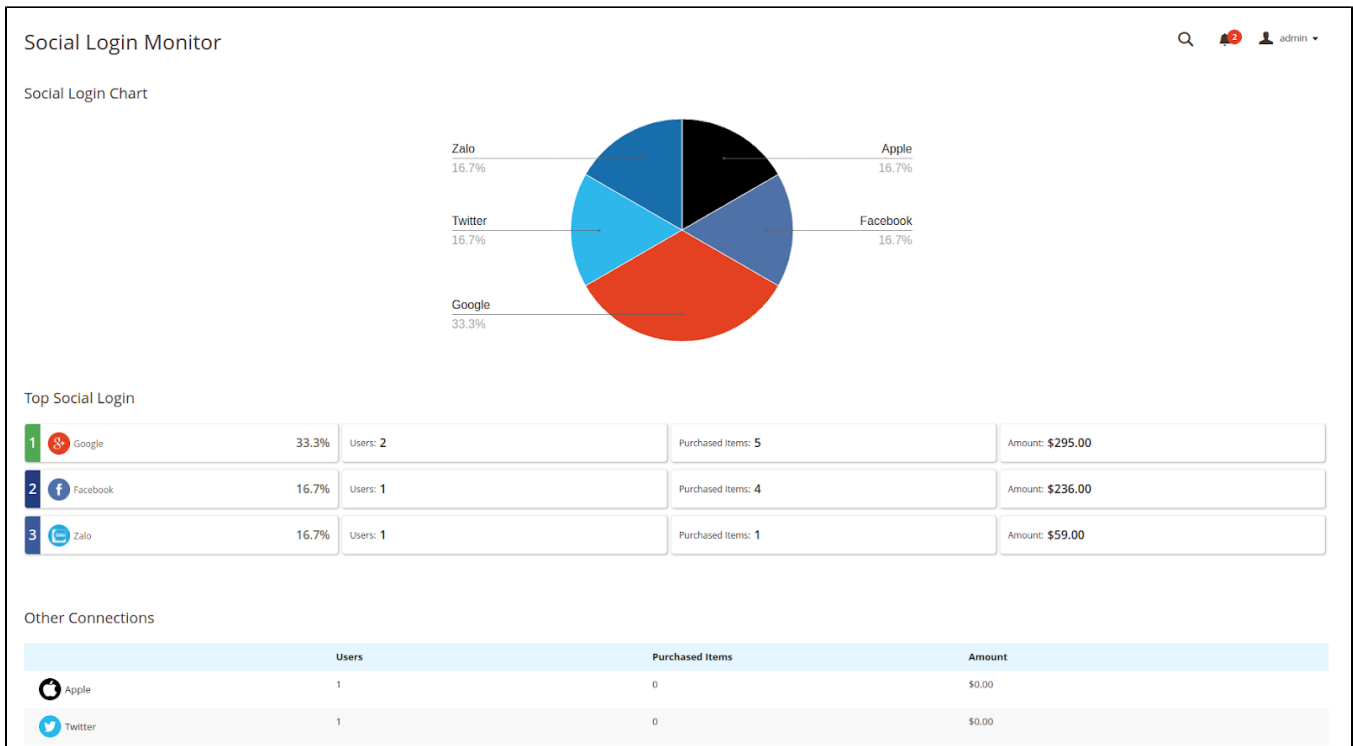 Social Login Monitor
2
admin
Social Login Chart
Zalo
16.7%
Apple
16.7%
Twitter
16.7%
Facebook
16.7%
Google
33.3%
Top Social Login
1 Google 33.3% Users: 2 Purchased Items: 5 Amount: $295.00
2 Facebook 16.7% Users: 1 Purchased Items: 4 Amount: $236.00
3 Zalo 16.7% Users: 1 Purchased Items: 1 Amount: $59.00
Other Connections
Users Purchased Items Amount
Apple 1 0 $0.00
Twitter 1 0 $0.00